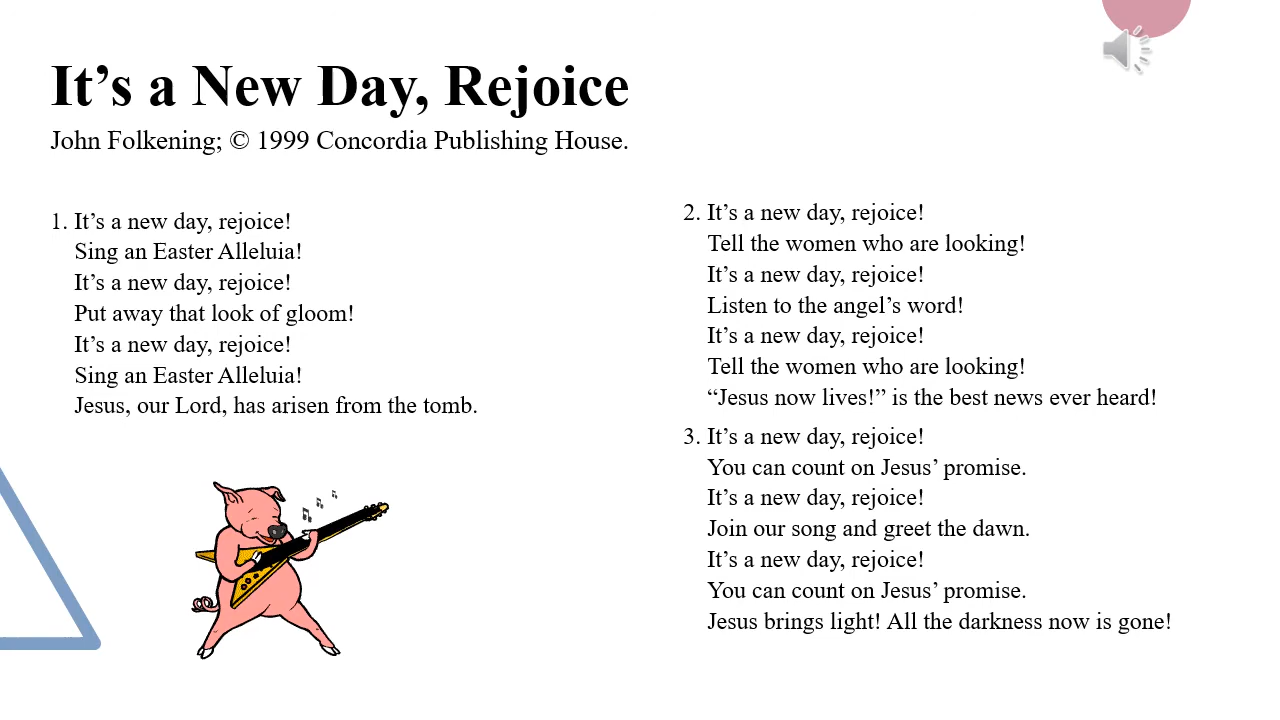 It’s a New Day, Rejoice
John Folkening; © 1999 Concordia Publishing House.
1. It’s a new day, rejoice!
Sing an Easter Alleluia!
It’s a new day, rejoice!
Put away that look of gloom!
It’s a new day, rejoice!
Sing an Easter Alleluia!
Jesus, our Lord, has arisen from the tomb.
2. It’s a new day, rejoice!
Tell the women who are looking!
It’s a new day, rejoice!
Listen to the angel’s word!
It’s a new day, rejoice!
Tell the women who are looking!
“Jesus now lives!” is the best news ever heard!
3. It’s a new day, rejoice!
You can count on Jesus’ promise.
It’s a new day, rejoice!
Join our song and greet the dawn.
It’s a new day, rejoice!
You can count on Jesus’ promise.
Jesus brings light! All the darkness now is gone!